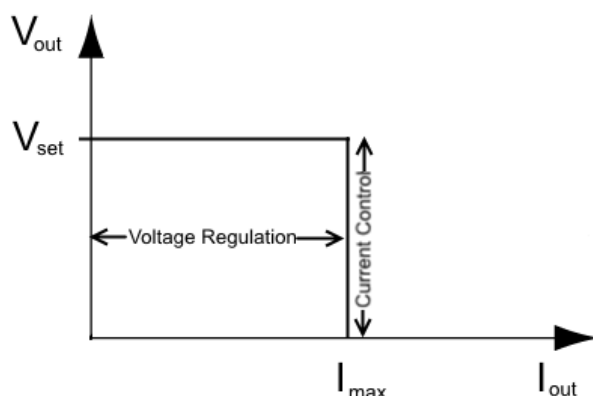 Vout
Vset
Voltage Regulation
Current Control
Imax
Iout